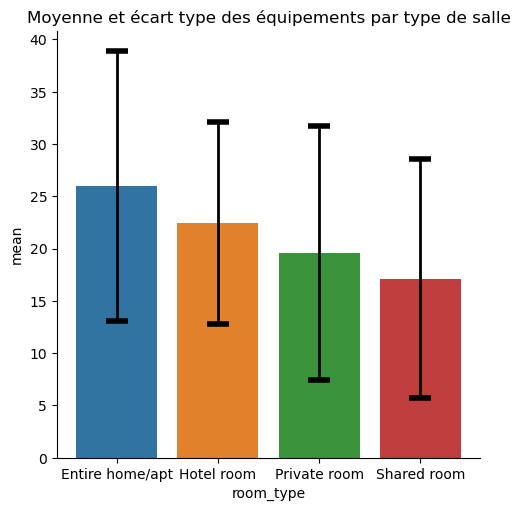 Moyenne et écart type des équipements par type de salle
40
35
30
25
20
15
10
5
0
mean
Entire home/apt Hotel room Private room Shared room
room_type